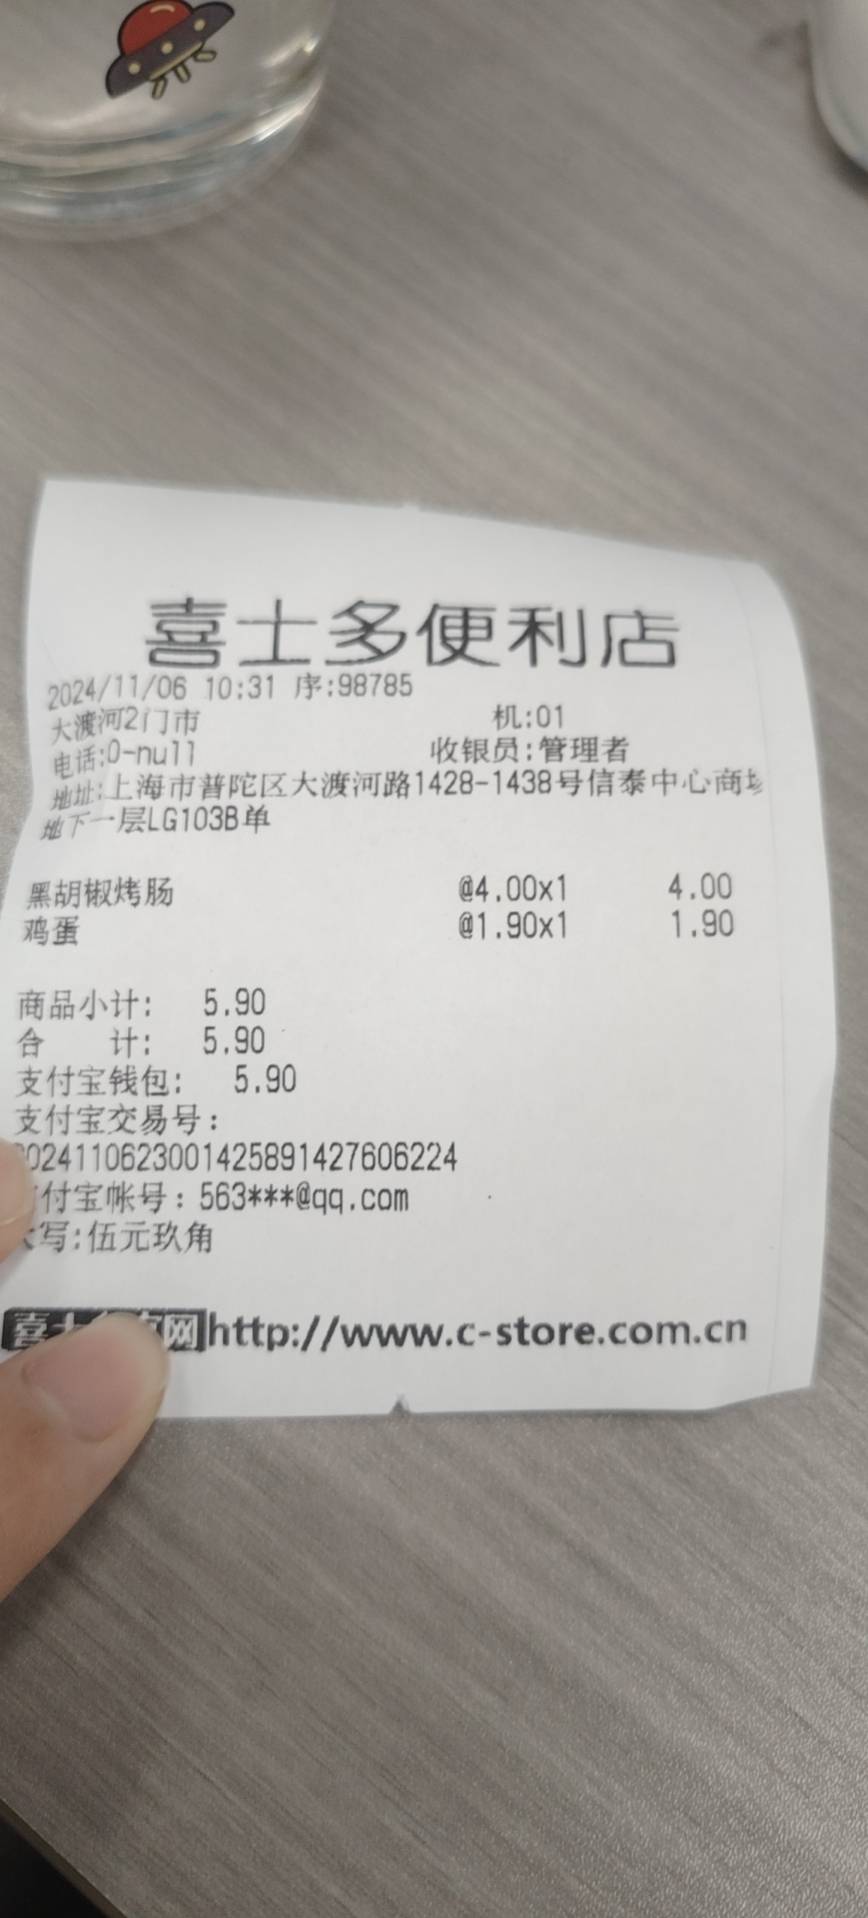 喜士多便利店
2024/11/06 10:31 序:98785
大渡河2门市 机:01
电话:0-null 收银员:管理者
地址:上海市普陀区大渡河路1428-1438号信泰中心商场
地下一层LG103B单
黑胡椒烤肠 @4.00x1 4.00
鸡蛋 @1.90x1 1.90
商品小计: 5.90
合 计: 5.90
支付宝钱包: 5.90
支付宝交易号:
2024110623001425891427606224
支付宝帐号:563***@qq.com
大写:伍元玖角
http://www.c-store.com.cn